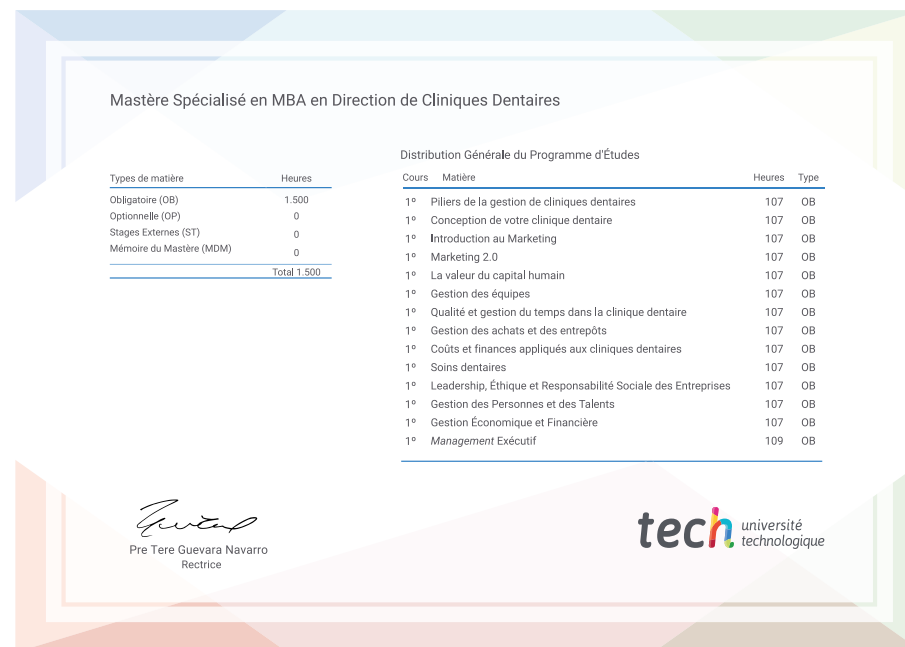 Mastère Spécialisé en MBA en Direction de Cliniques Dentaires
Types de matière Heures
Obligatoire (OB) 1.500
Optionnelle (OP) 0
Stages Externes (ST) 0
Mémoire du Mastère (MDM) 0
Total 1.500
Distribution Générale du Programme d'Études
Cours Matière Heures Type
1º Piliers de la gestion de cliniques dentaires 107 OB
1º Conception de votre clinique dentaire 107 OB
1º Introduction au Marketing 107 OB
1º Marketing 2.0 107 OB
1º La valeur du capital humain 107 OB
1º Gestion des équipes 107 OB
1º Qualité et gestion du temps dans la clinique dentaire 107 OB
1º Gestion des achats et des entrepôts 107 OB
1º Coûts et finances appliqués aux cliniques dentaires 107 OB
1º Soins dentaires 107 OB
1º Leadership, Éthique et Responsabilité Sociale des Entreprises 107 OB
1º Gestion des Personnes et des Talents 107 OB
1º Gestion Économique et Financière 107 OB
1º Management Exécutif 109 OB
Pre Tere Guevara Navarro
Rectrice
tech université
technologique